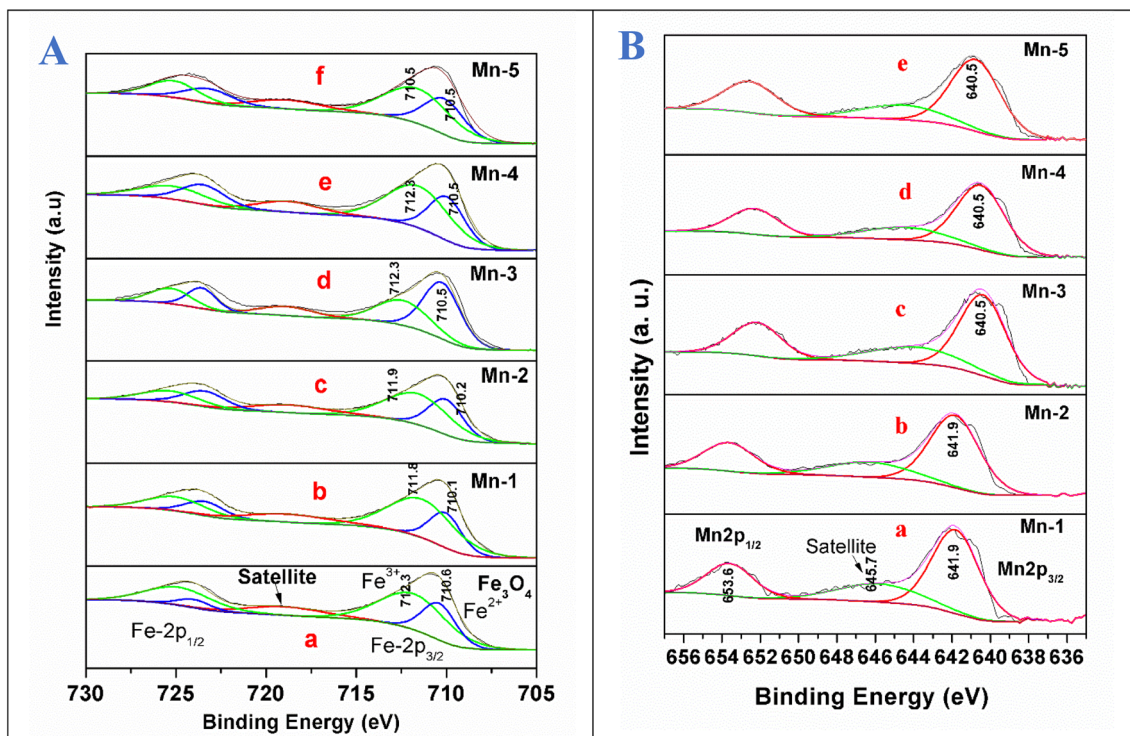 A
Intensity (a.u)
f
Mn-5
710.5
710.5
e
Mn-4
712.3
710.5
d
Mn-3
712.3
710.5
c
Mn-2
711.9
710.2
b
Mn-1
711.8
710.1
Satellite
Fe3+
712.3
710.6
Fe3O4
Fe2+
Fe-2p1/2
a
Fe-2p3/2
730 725 720 715 710 705
Binding Energy (eV)
B
Intensity (a. u.)
e
Mn-5
640.5
d
Mn-4
640.5
c
Mn-3
640.5
b
Mn-2
641.9
a
Mn-1
Mn2p1/2
Satellite
Mn2p3/2
653.6
645.7
641.9
656 654 652 650 648 646 644 642 640 638 636
Binding Energy (eV)